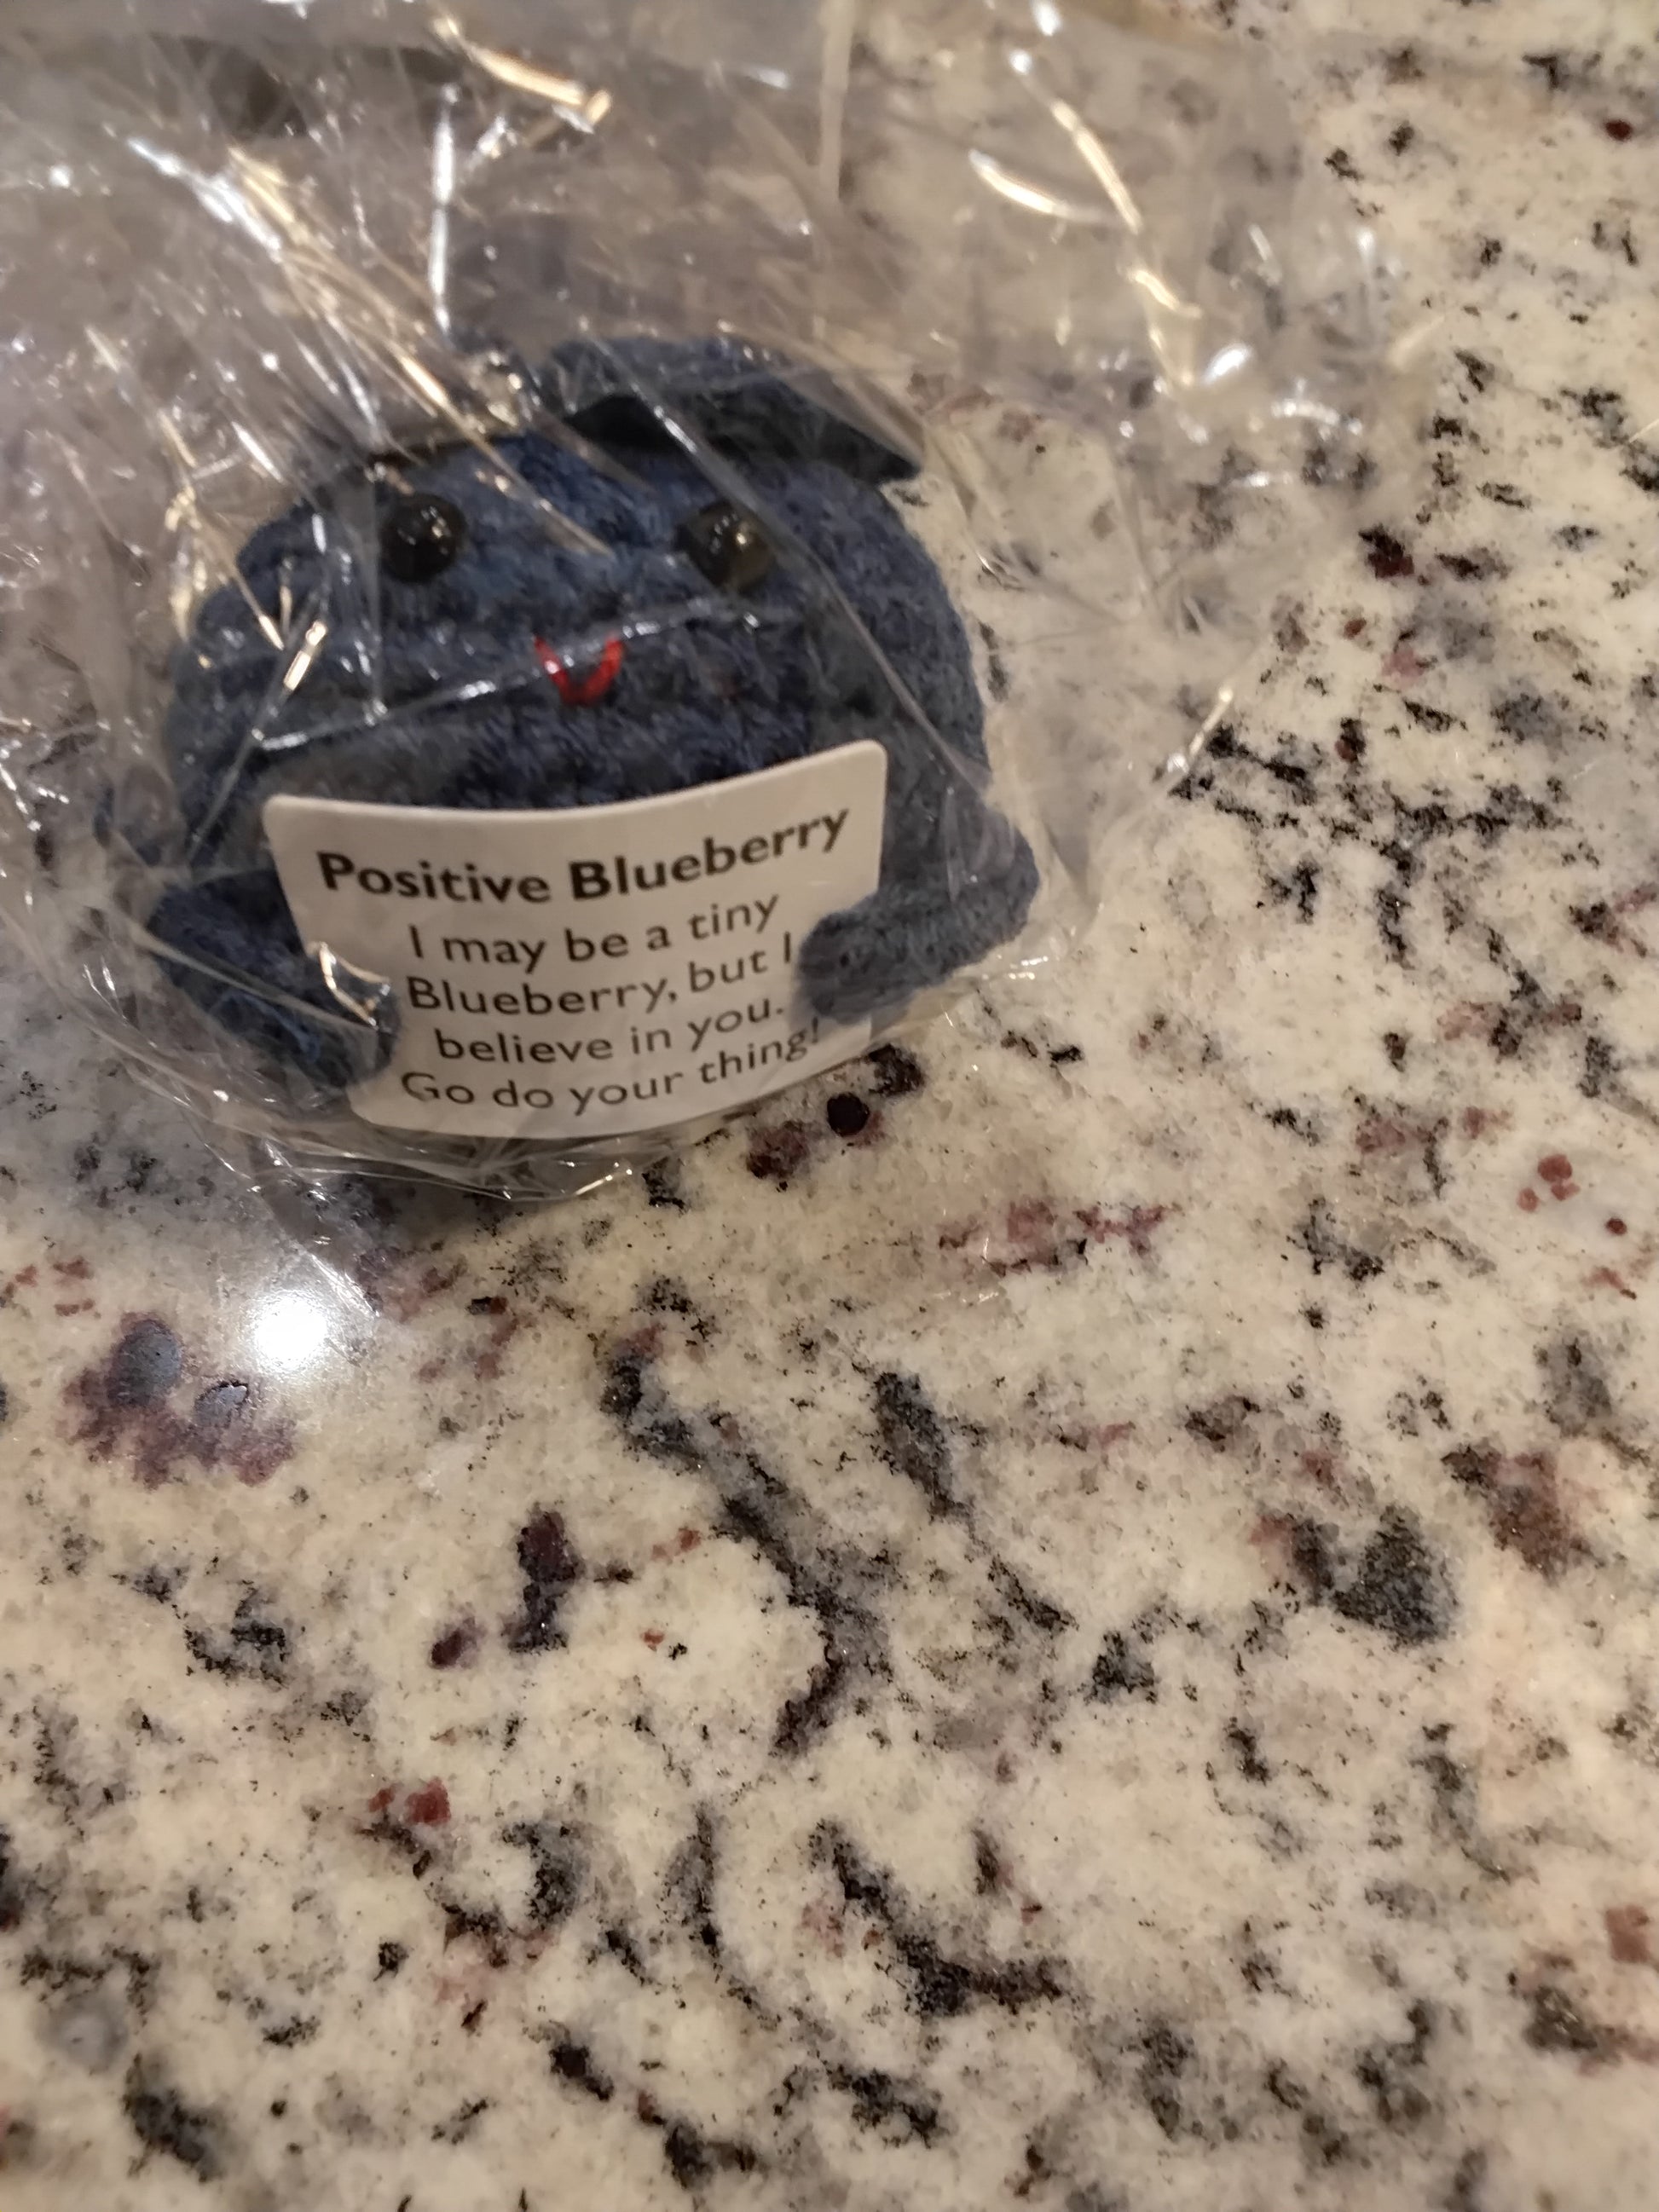 Positive Blueberry
I may be a tiny
Blueberry, but I
believe in you.
Go do your thing!